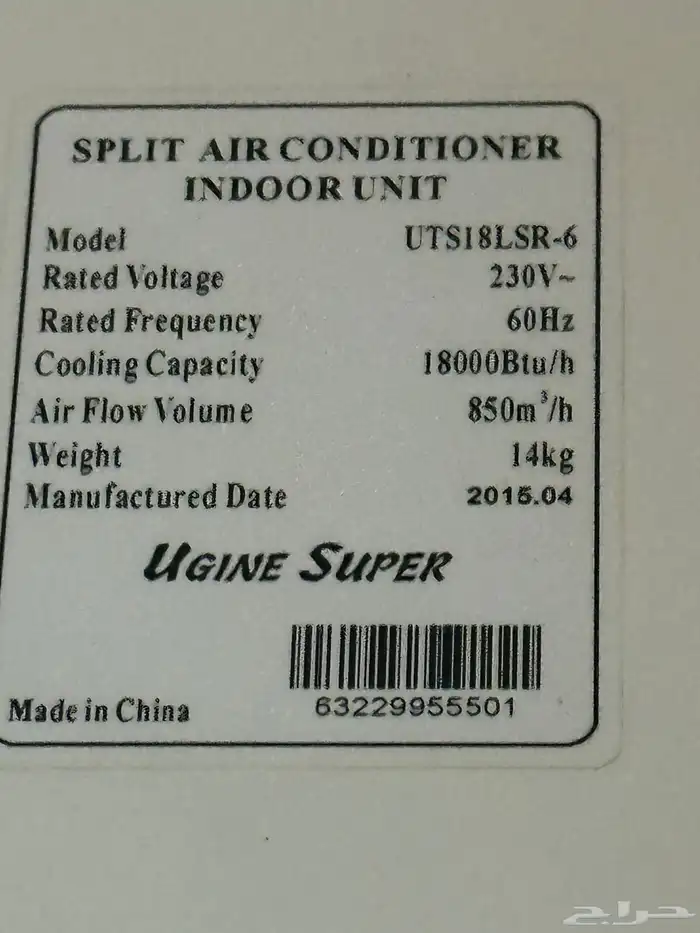 SPLIT AIR CONDITIONER
INDOOR UNIT
Model UTS18LSR-6
Rated Voltage 230V~
Rated Frequency 60Hz
Cooling Capacity 18000Btu/h
Air Flow Volume 850m³/h
Weight 14kg
Manufactured Date 2015.04
UGINE SUPER
63229955501
Made in China
حراج